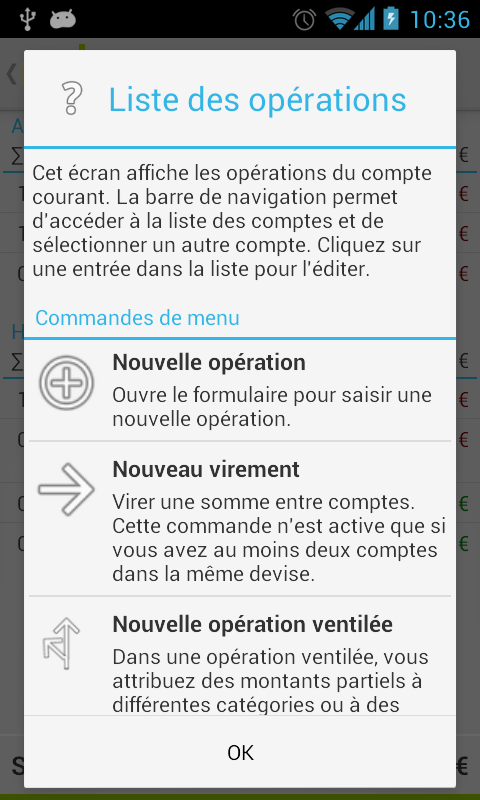 10:36
Liste des opérations
Cet écran affiche les opérations du compte
courant. La barre de navigation permet
d'accéder à la liste des comptes et de
sélectionner un autre compte. Cliquez sur
une entrée dans la liste pour l'éditer.
Commandes de menu
Nouvelle opération
Ouvre le formulaire pour saisir une
nouvelle opération.
Nouveau virement
Virer une somme entre comptes.
Cette commande n'est active que si
vous avez au moins deux comptes
dans la même devise.
Nouvelle opération ventilée
Dans une opération ventilée, vous
attribuez des montants partiels à
différentes catégories ou à des
OK